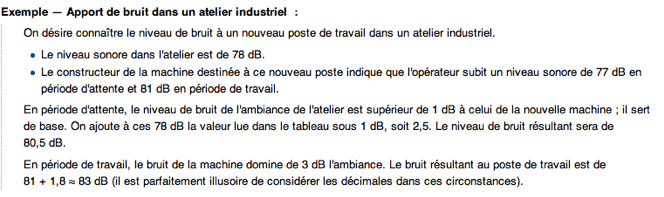 Exemple — Apport de bruit dans un atelier industriel :
On désire connaître le niveau de bruit à un nouveau poste de travail dans un atelier industriel.
• Le niveau sonore dans l'atelier est de 78 dB.
• Le constructeur de la machine destinée à ce nouveau poste indique que l'opérateur subit un niveau sonore de 77 dB en
période d'attente et 81 dB en période de travail.
En période d'attente, le niveau de bruit de l'ambiance de l'atelier est supérieur de 1 dB à celui de la nouvelle machine ; il sert
de base. On ajoute à ces 78 dB la valeur lue dans le tableau sous 1 dB, soit 2,5. Le niveau de bruit résultant sera de
80,5 dB.
En période de travail, le bruit de la machine domine de 3 dB l'ambiance. Le bruit résultant au poste de travail est de
81 + 1,8 ≈ 83 dB (il est parfaitement illusoire de considérer les décimales dans ces circonstances).